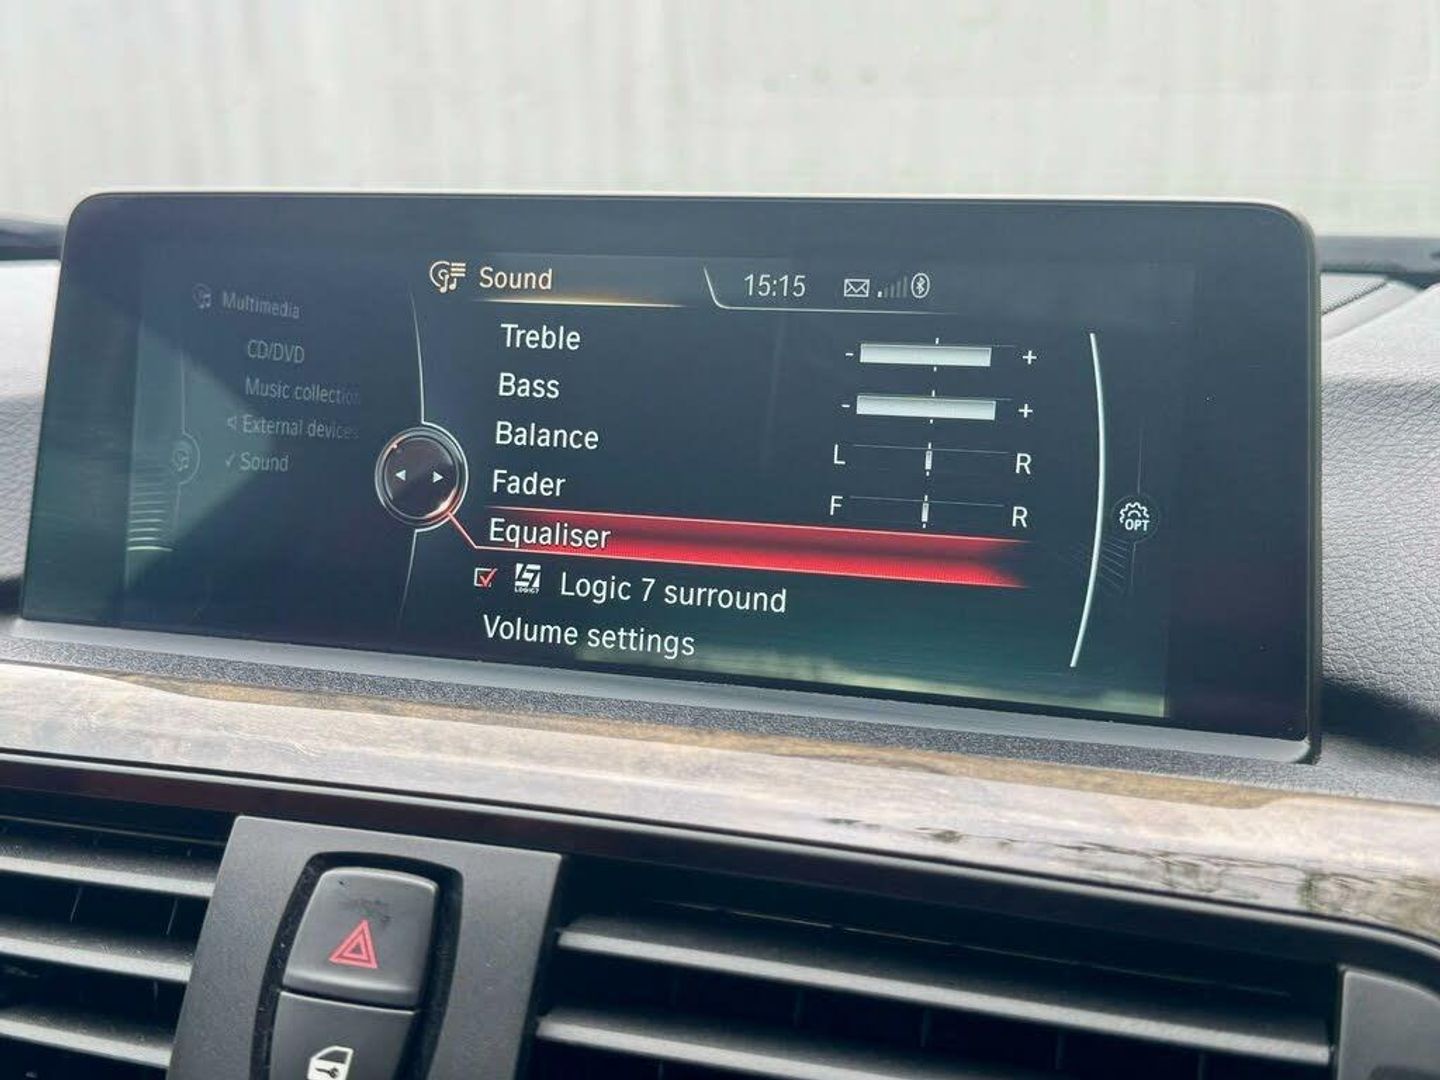 Sound 15:15
Multimedia
CD/DVD
Music collection
External devices
✓ Sound
Treble - +
Bass - +
Balance L R
Fader F R
OPT
Equaliser
LOGIC7 Logic 7 surround
Volume settings